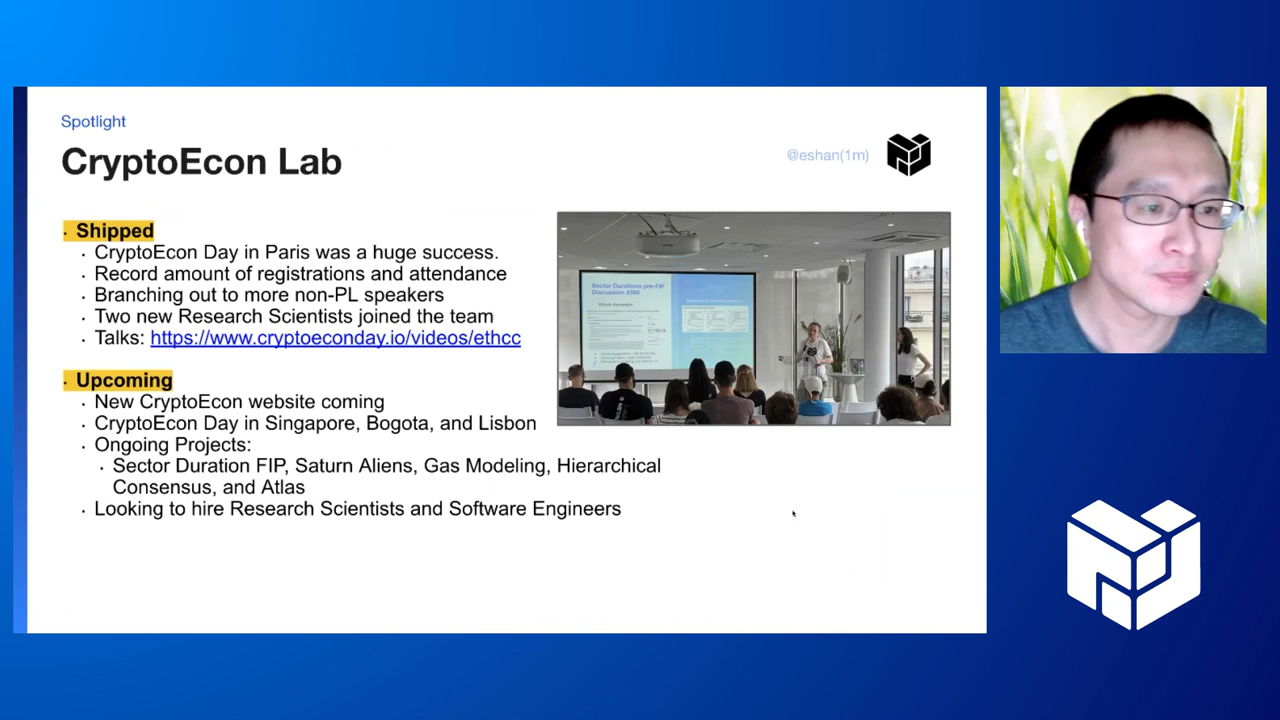 Spotlight
CryptoEcon Lab
@eshan(1m)
· Shipped
· CryptoEcon Day in Paris was a huge success.
· Record amount of registrations and attendance
· Branching out to more non-PL speakers
· Two new Research Scientists joined the team
· Talks: https://www.cryptoeconday.io/videos/ethcc
· Upcoming
· New CryptoEcon website coming
· CryptoEcon Day in Singapore, Bogota, and Lisbon
· Ongoing Projects:
· Sector Duration FIP, Saturn Aliens, Gas Modeling, Hierarchical
Consensus, and Atlas
· Looking to hire Research Scientists and Software Engineers
Sector Durations pre-FIP
Discussion #386